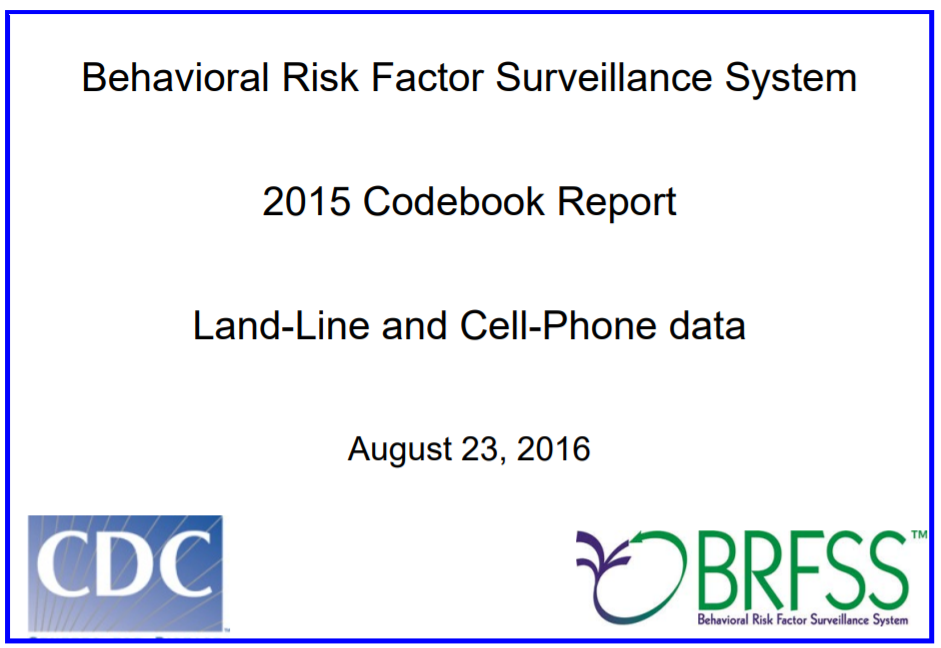 Behavioral Risk Factor Surveillance System
2015 Codebook Report
Land-Line and Cell-Phone data
August 23, 2016
CDC
™
BRFSS™
Behavioral Risk Factor Surveillance System